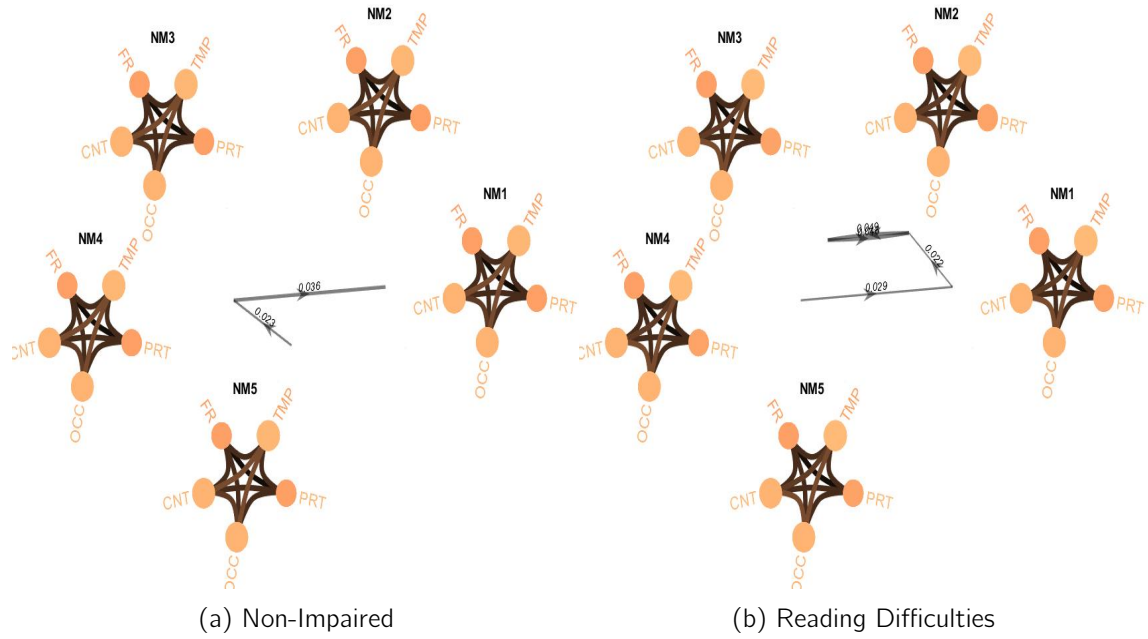 NM3
FR
TMP
CNT
PRT
OCC
NM2
FR
TMP
CNT
PRT
OCC
NM1
FR
TMP
CNT
PRT
OCC
NM4
FR
TMP
CNT
PRT
OCC
NM5
FR
TMP
CNT
PRT
OCC
0.036
0.023
(a) Non-Impaired
NM3
FR
TMP
CNT
PRT
OCC
NM2
FR
TMP
CNT
PRT
OCC
NM1
FR
TMP
CNT
PRT
OCC
NM4
FR
TMP
CNT
PRT
OCC
NM5
FR
TMP
CNT
PRT
OCC
0.022
0.029
(b) Reading Difficulties